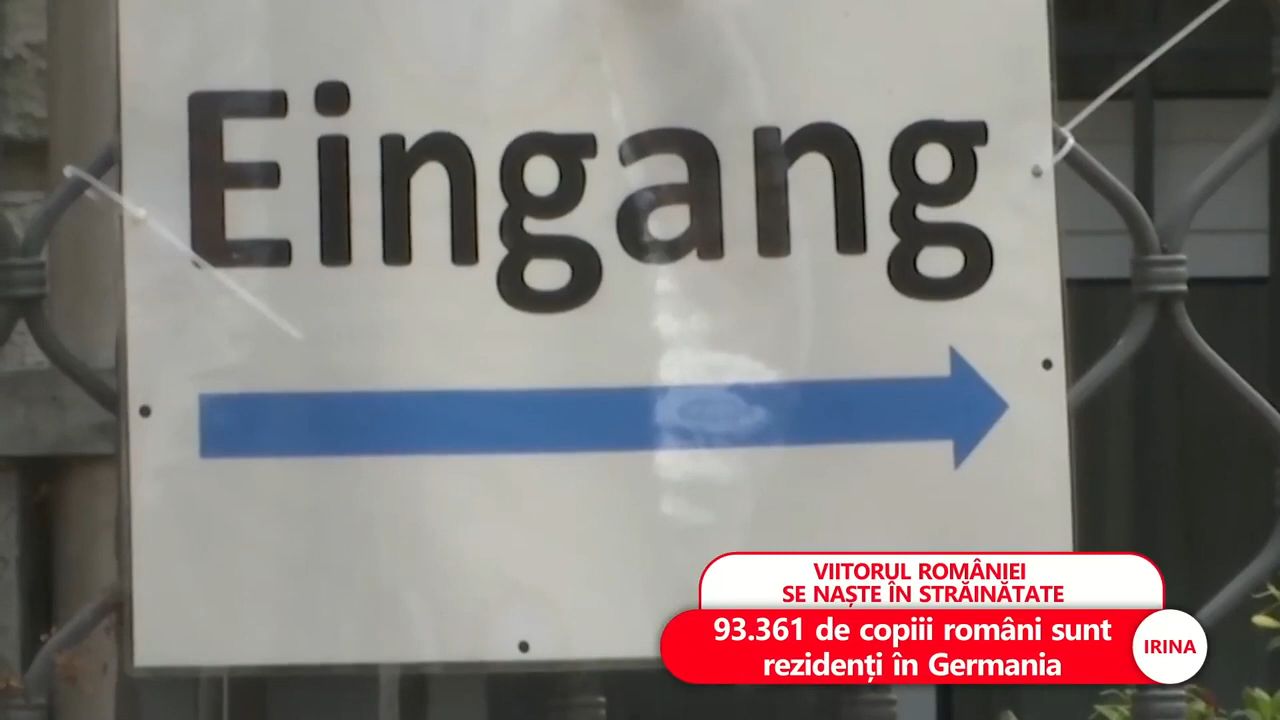 Eingang
VIITORUL ROMÂNIEI
SE NAȘTE ÎN STRĂINĂTATE
93.361 de copiii români sunt
rezidenți în Germania
IRINA